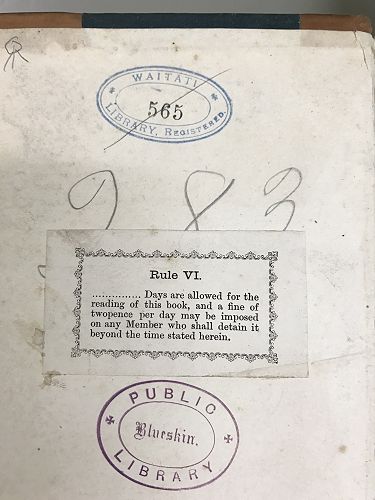 WAITATI
565
LIBRARY, REGISTERED.
283
Rule VI.
............... Days are allowed for the
reading of this book, and a fine of
twopence per day may be imposed
on any Member who shall detain it
beyond the time stated herein.
PUBLIC
Blueskin.
LIBRARY